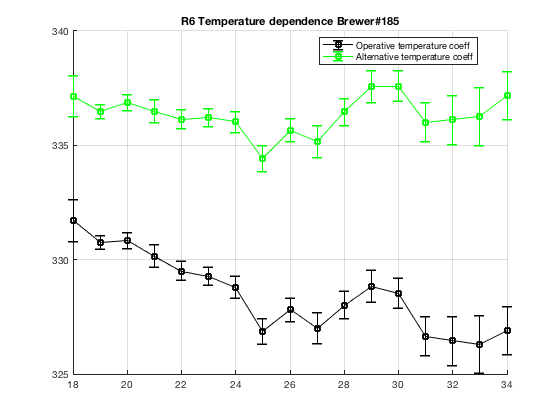 R6 Temperature dependence Brewer#185
340
Operative temperature coeff
Alternative temperature coeff
335
330
325
18 20 22 24 26 28 30 32 34